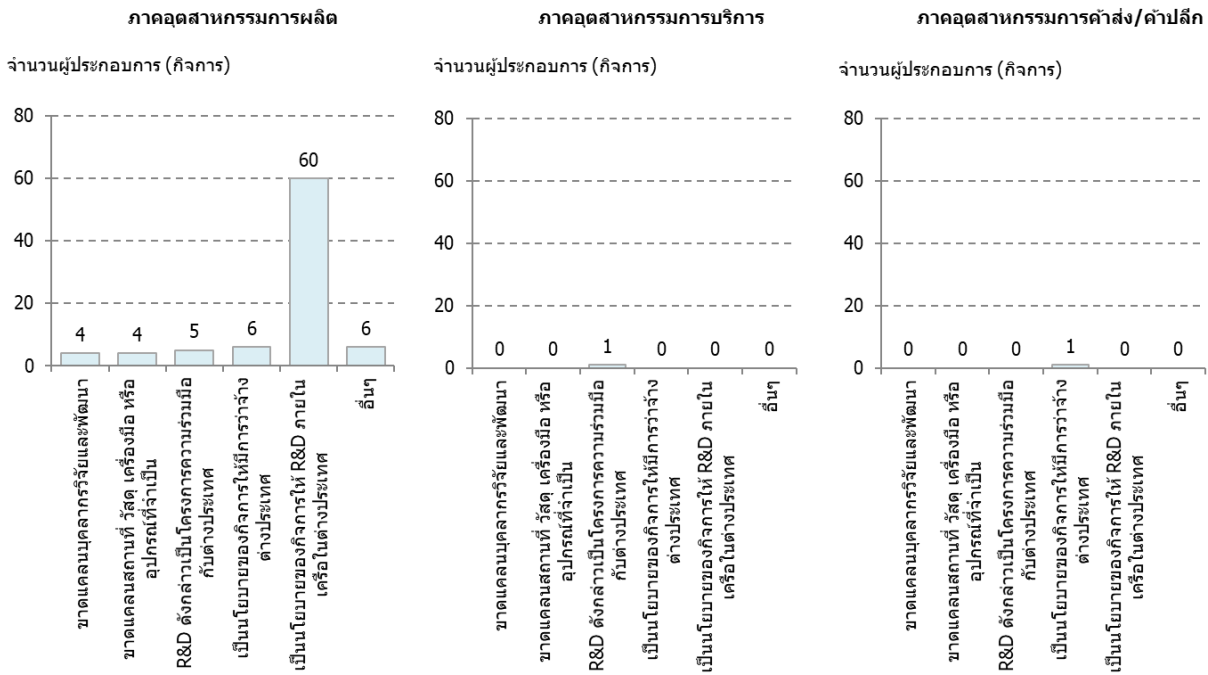 ภาคอุตสาหกรรมการผลิต
จำนวนผู้ประกอบการ (กิจการ)
80
60
40
20
0
4
4
5
6
60
6
ขาดแคลนบุคลากรวิจัยและพัฒนา
ขาดแคลนสถานที่ วัสดุ เครื่องมือ หรือ
อุปกรณ์ที่จำเป็น
R&D ดังกล่าวเป็นโครงการความร่วมมือ
กับต่างประเทศ
เป็นนโยบายของกิจการให้มีการว่าจ้าง
ต่างประเทศ
เป็นนโยบายของกิจการให้ R&D ภายใน
เครือในต่างประเทศ
อื่นๆ
ภาคอุตสาหกรรมการบริการ
จำนวนผู้ประกอบการ (กิจการ)
80
60
40
20
0
0
0
1
0
0
0
ขาดแคลนบุคลากรวิจัยและพัฒนา
ขาดแคลนสถานที่ วัสดุ เครื่องมือ หรือ
อุปกรณ์ที่จำเป็น
R&D ดังกล่าวเป็นโครงการความร่วมมือ
กับต่างประเทศ
เป็นนโยบายของกิจการให้มีการว่าจ้าง
ต่างประเทศ
เป็นนโยบายของกิจการให้ R&D ภายใน
เครือในต่างประเทศ
อื่นๆ
ภาคอุตสาหกรรมการค้าส่ง/ค้าปลีก
จำนวนผู้ประกอบการ (กิจการ)
80
60
40
20
0
0
0
0
1
0
0
ขาดแคลนบุคลากรวิจัยและพัฒนา
ขาดแคลนสถานที่ วัสดุ เครื่องมือ หรือ
อุปกรณ์ที่จำเป็น
R&D ดังกล่าวเป็นโครงการความร่วมมือ
กับต่างประเทศ
เป็นนโยบายของกิจการให้มีการว่าจ้าง
ต่างประเทศ
เป็นนโยบายของกิจการให้ R&D ภายใน
เครือในต่างประเทศ
อื่นๆ